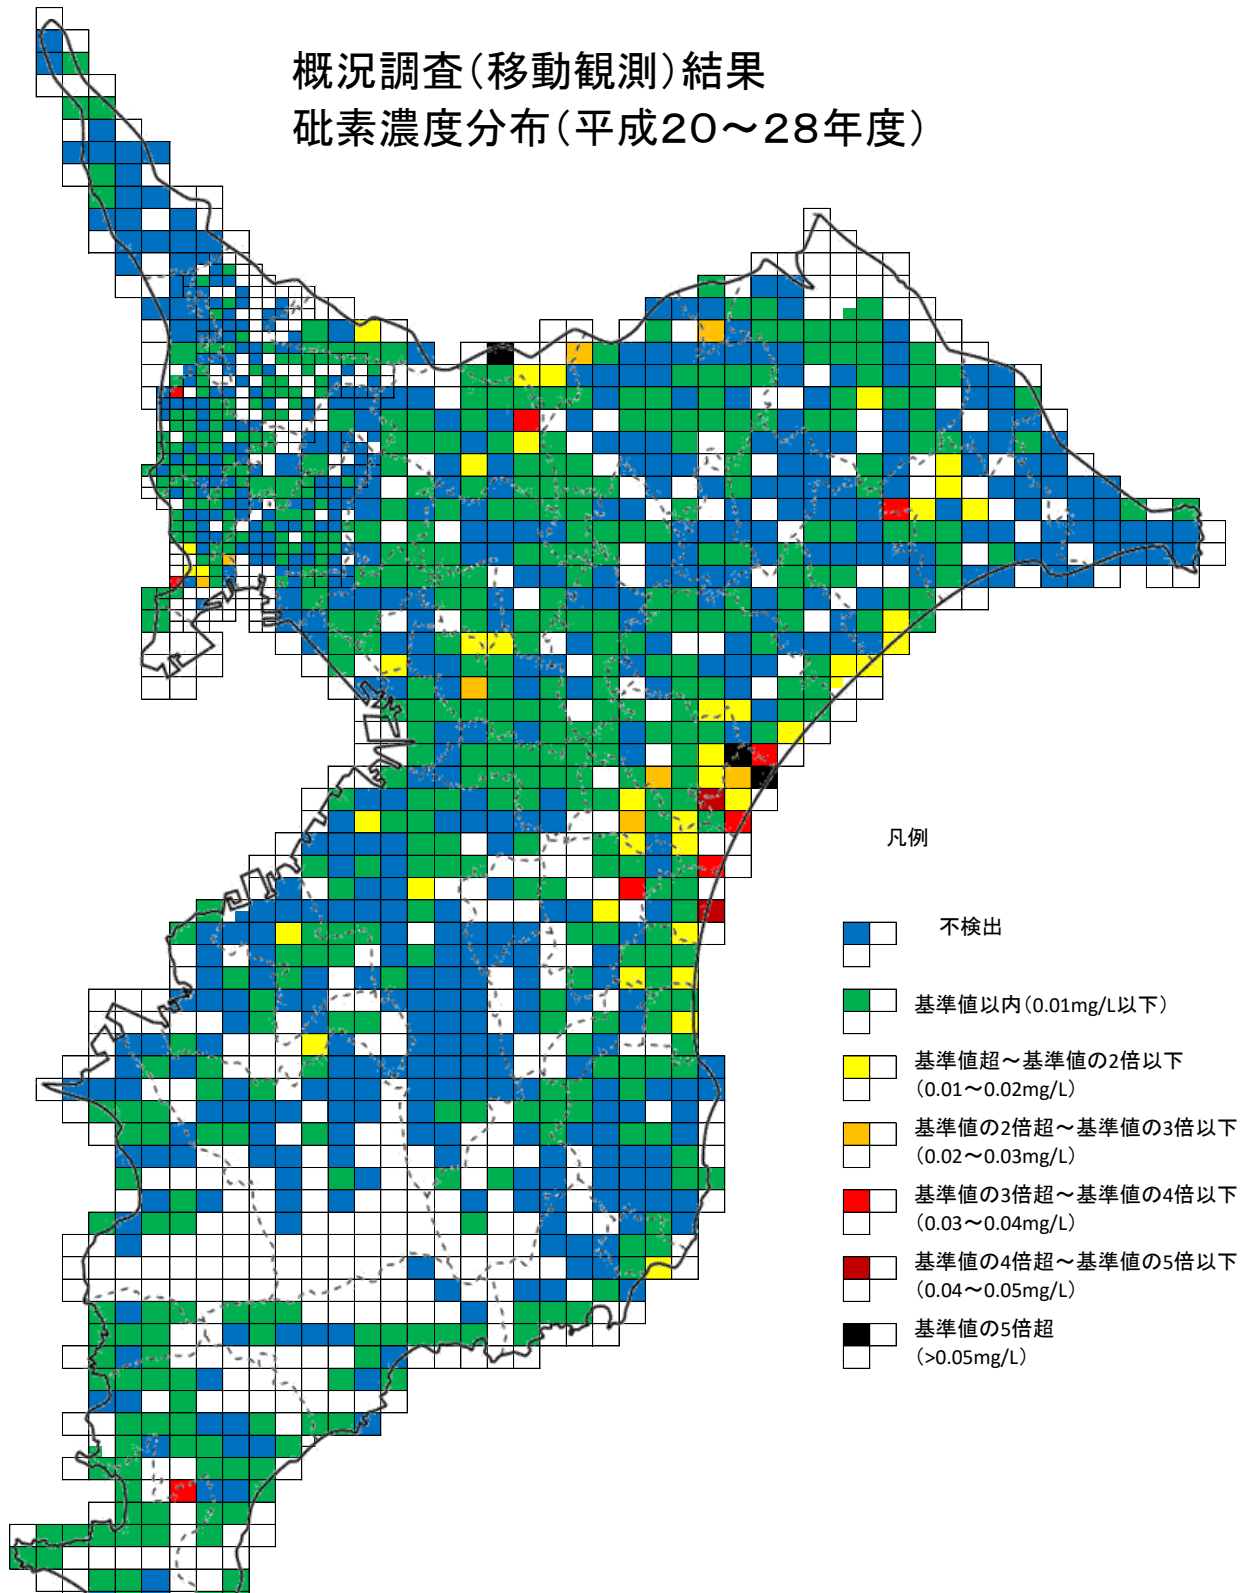 概況調査(移動観測)結果
砒素濃度分布(平成20～28年度)
凡例
不検出
基準値以内(0.01mg/L以下)
基準値超～基準値の2倍以下
(0.01～0.02mg/L)
基準値の2倍超～基準値の3倍以下
(0.02～0.03mg/L)
基準値の3倍超～基準値の4倍以下
(0.03～0.04mg/L)
基準値の4倍超～基準値の5倍以下
(0.04～0.05mg/L)
基準値の5倍超
(>0.05mg/L)